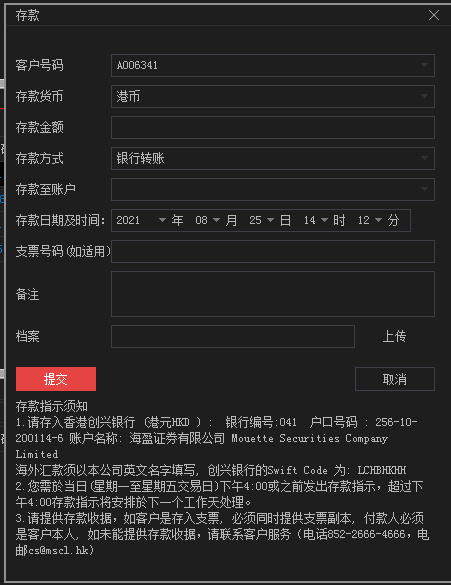 存款
客户号码 A006341
存款货币 港币
存款金额
存款方式 银行转账
存款至账户
存款日期及时间: 2021 年 08 月 25 日 14 时 12 分
支票号码(如适用)
备注
档案 上传
提交 取消
存款指示须知
1.请存入香港创兴银行 (港元HKD ) : 银行编号:041 户口号码 : 256-10-
200114-6 账户名称: 海盈证券有限公司 Mouette Securities Company
Limited
海外汇款须以本公司英文名字填写, 创兴银行的Swift Code 为: LCHBHKHH
2.您需於当日(星期一至星期五交易日)下午4:00或之前发出存款指示, 超过下
午4:00存款指示将安排於下一个工作天处理。
3.请提供存款收据, 如客户是存入支票, 必须同时提供支票副本, 付款人必须
是客户本人, 如未能提供存款收据, 请联系客户服务 (电话852-2666-4666, 电
邮cs@mscl.hk)